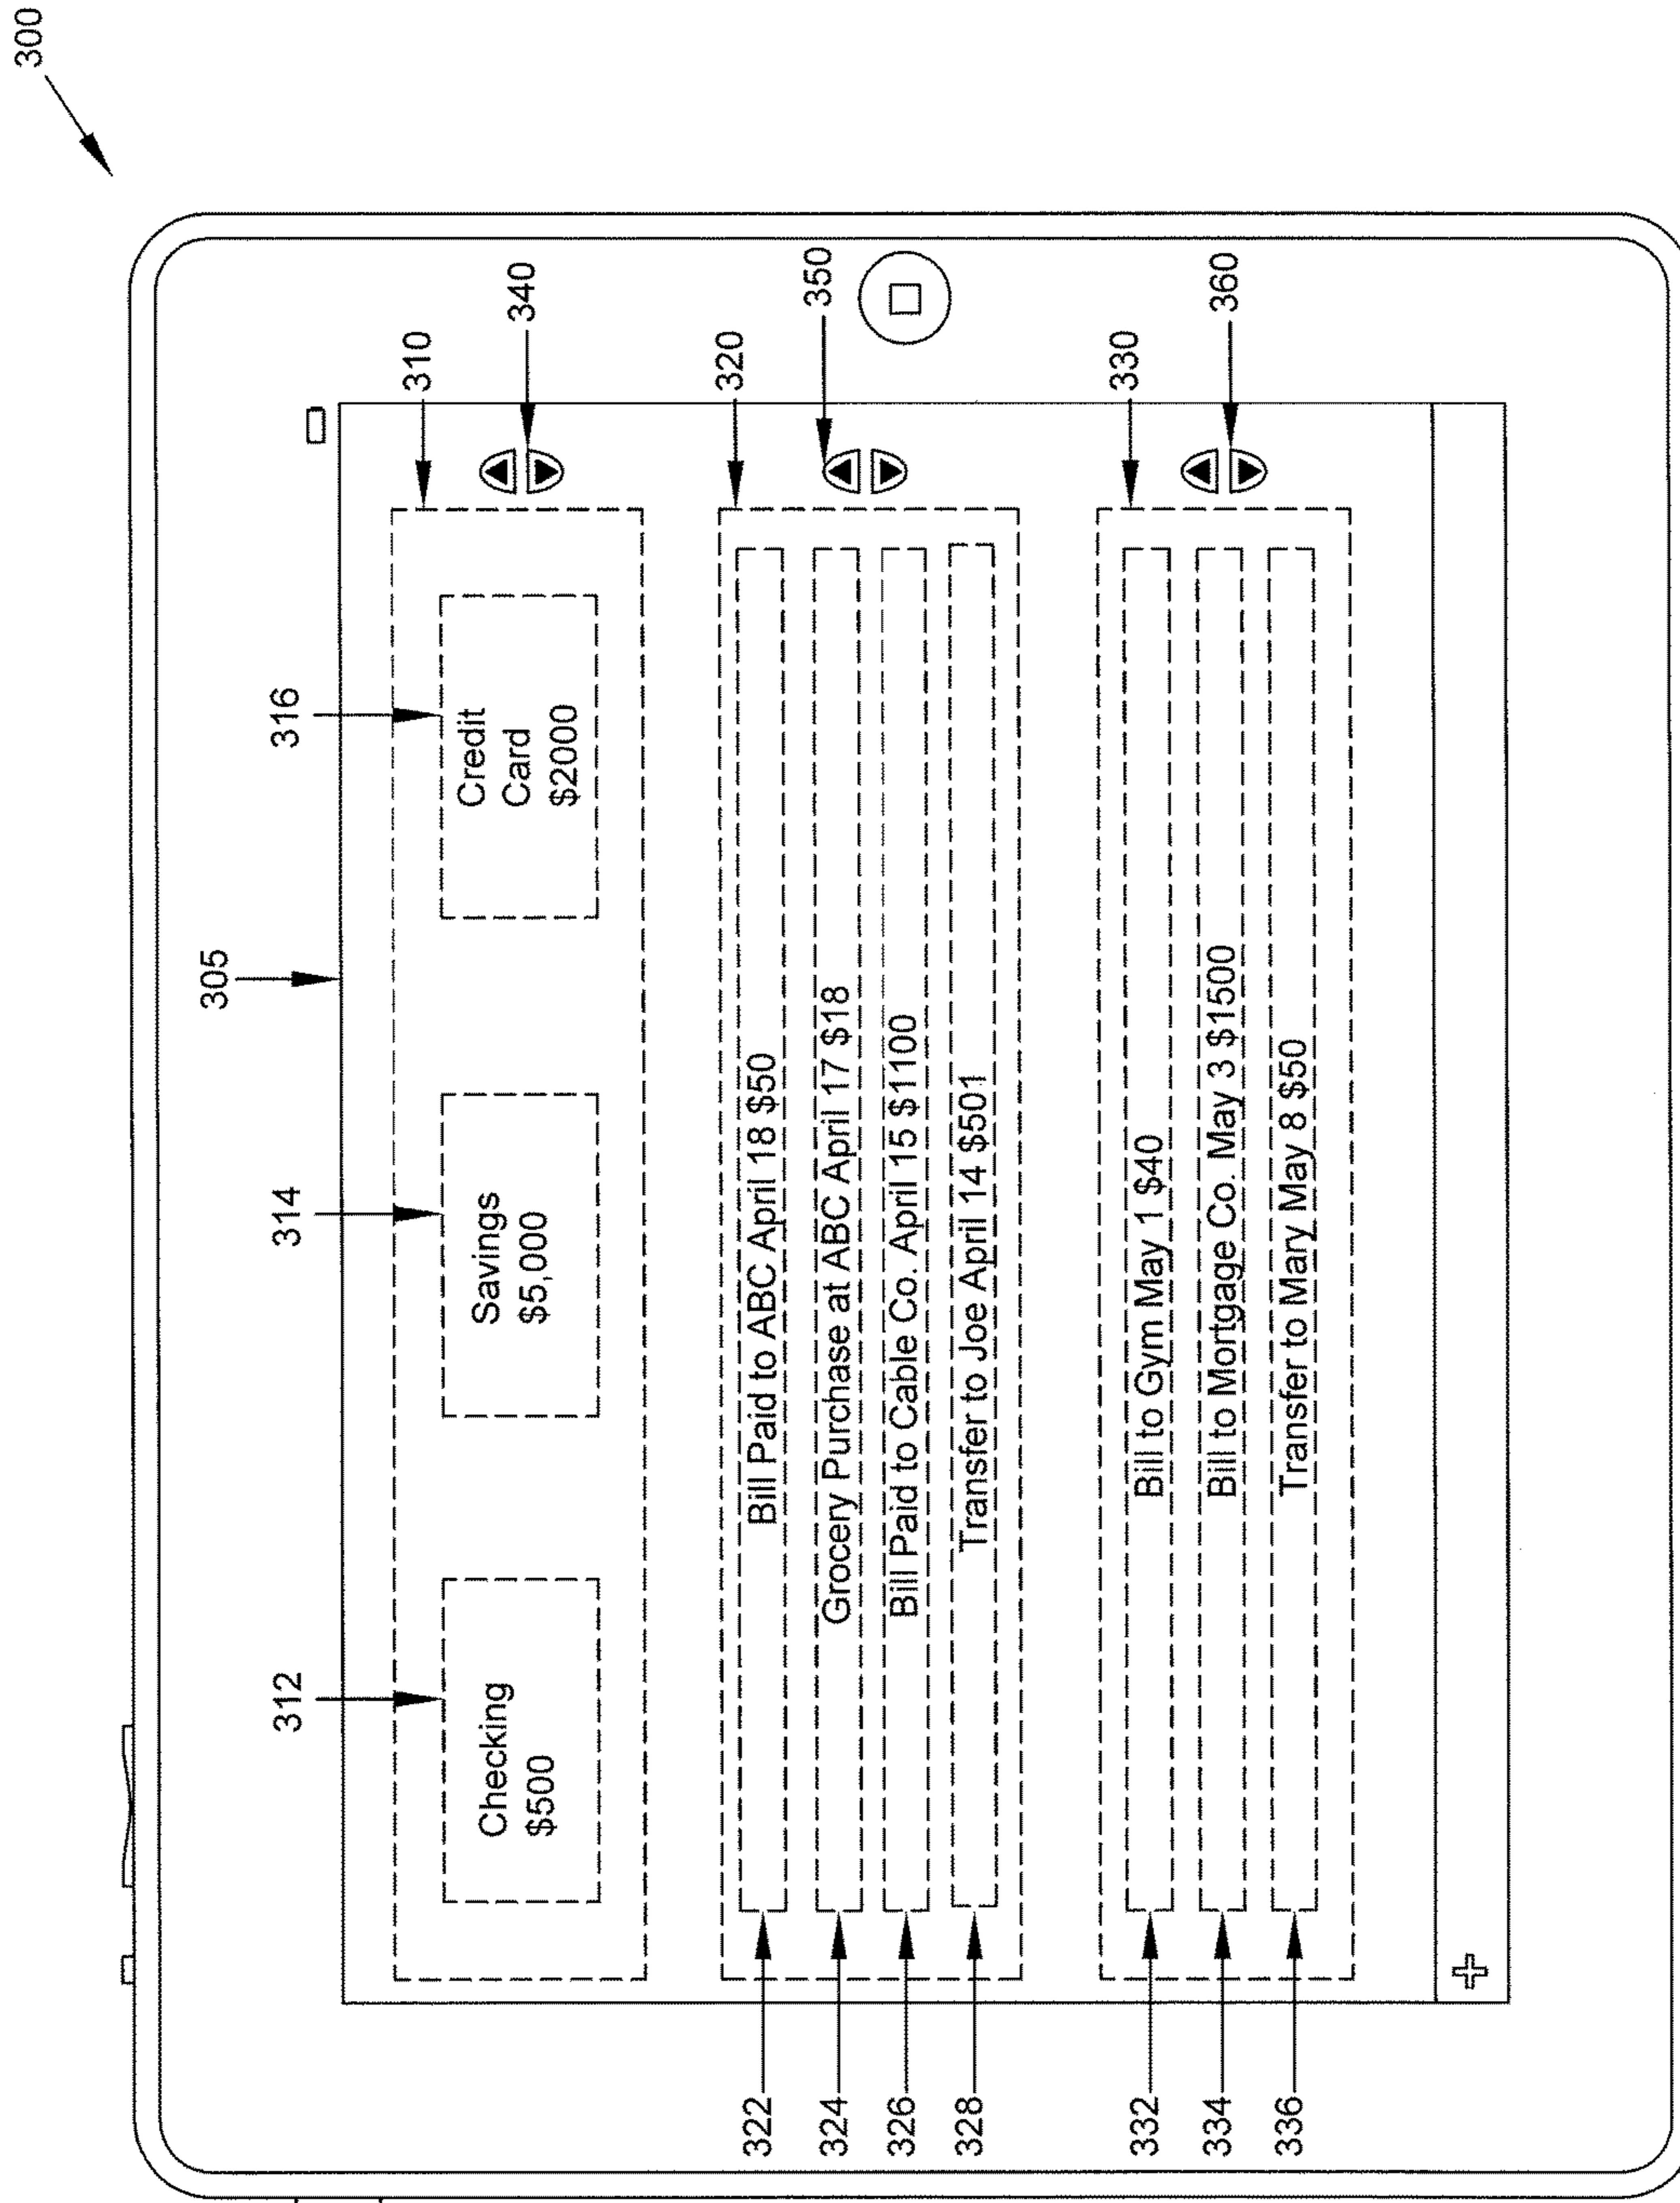 300
305
312
314
316
310
Checking
$500
Savings
$5,000
Credit
Card
$2000
340
320
322
Bill Paid to ABC April 18 $50
350
324
Grocery Purchase at ABC April 17 $18
326
Bill Paid to Cable Co. April 15 $1100
328
Transfer to Joe April 14 $501
330
332
Bill to Gym May 1 $40
360
334
Bill to Mortgage Co. May 3 $1500
336
Transfer to Mary May 8 $50